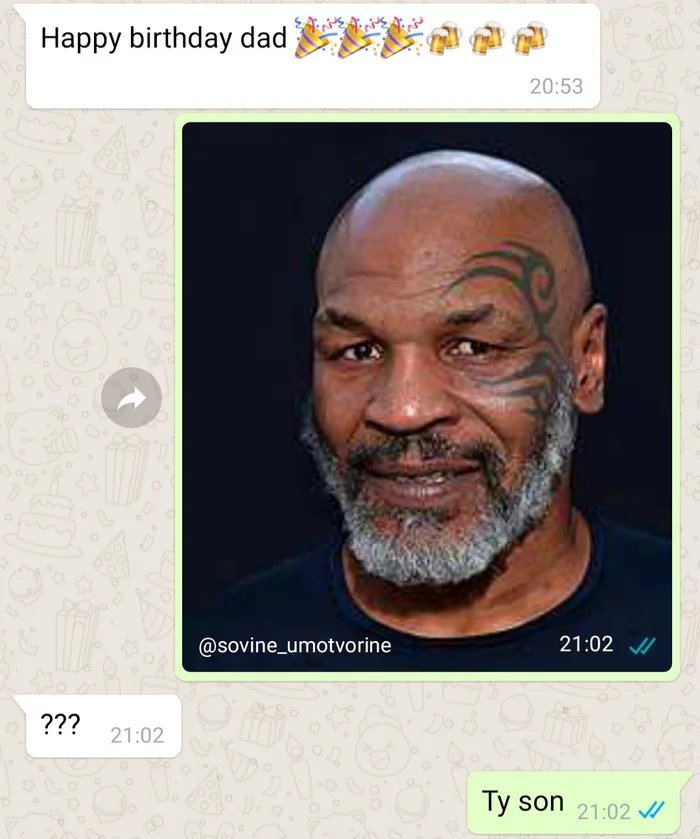 Happy birthday dad 🎉🎉🎉🍻🍻🍻
20:53
@sovine_umotvorine 21:02
??? 21:02
Ty son 21:02